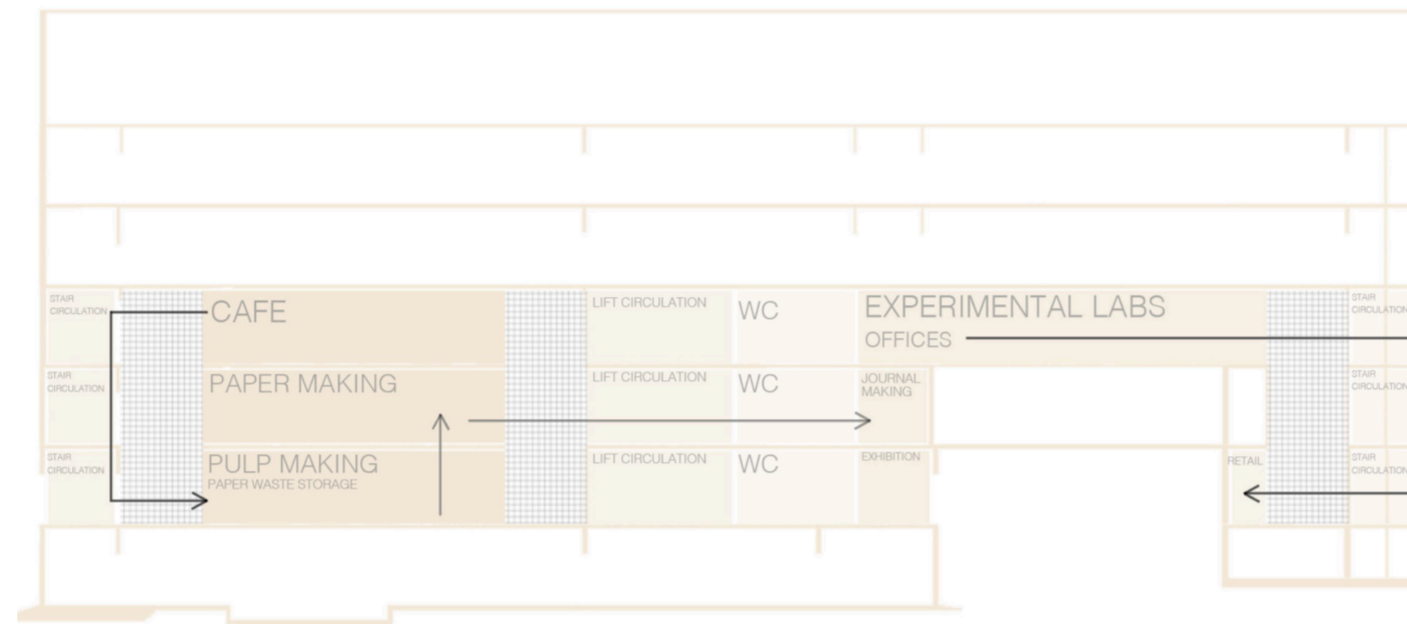 STAIR
CIRCULATION
CAFE
LIFT CIRCULATION
WC
EXPERIMENTAL LABS
OFFICES
STAIR
CIRCULATION
STAIR
CIRCULATION
PAPER MAKING
LIFT CIRCULATION
WC
JOURNAL
MAKING
STAIR
CIRCULATION
STAIR
CIRCULATION
PULP MAKING
PAPER WASTE STORAGE
LIFT CIRCULATION
WC
EXHIBITION
RETAIL
STAIR
CIRCULATION